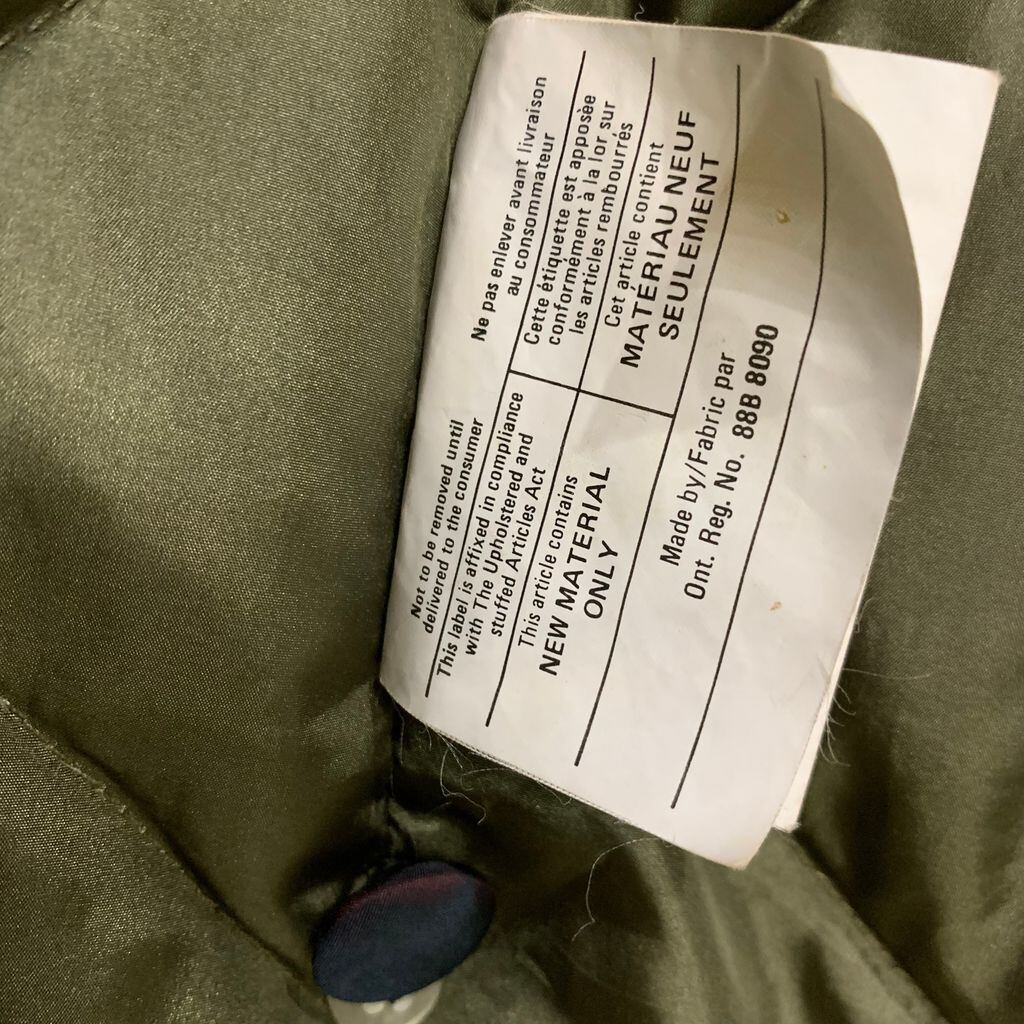 Not to be removed until
delivered to the consumer
This label is affixed in compliance
with The Upholstered and
stuffed Articles Act
This article contains
NEW MATERIAL
ONLY
Ne pas enlever avant livraison
au consommateur
Cette étiquette est apposèe
conformèment à la lor sur
les articles rembourrés
Cet article contient
MATÉRIAU NEUF
SEULEMENT
Made by/Fabric par
Ont. Reg. No. 88B 8090